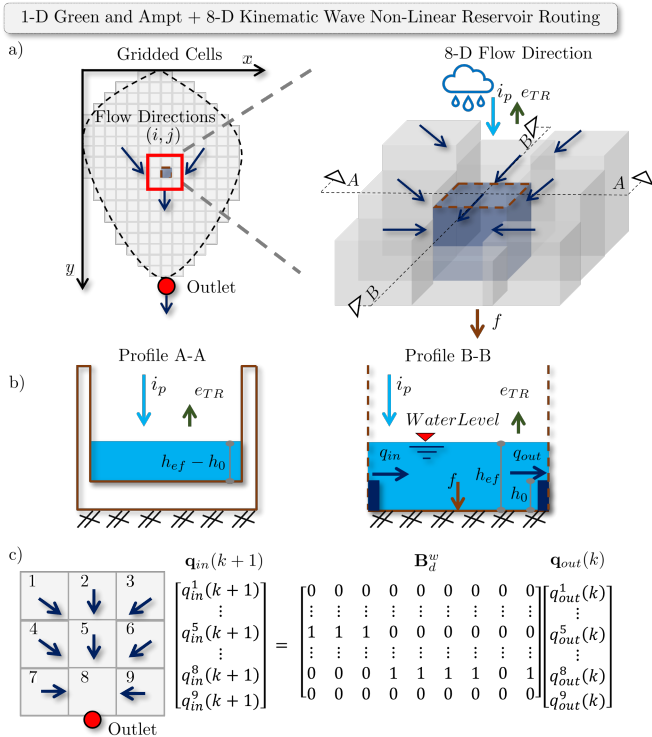 1-D Green and Ampt + 8-D Kinematic Wave Non-Linear Reservoir Routing
a)
Gridded Cells
x
Flow Directions
(i, j)
y
Outlet
8-D Flow Direction
i_p e_TR
B
A
A
B
f
b)
Profile A-A
i_p
e_TR
h_ef − h_0
Profile B-B
i_p
e_TR
WaterLevel
q_in
q_out
h_ef
f
h_0
c)
1 2 3
4 5 6
7 8 9
Outlet
q_in(k+1)
B_d^w
q_out(k)
q_in^1(k+1)
⋮
q_in^5(k+1)
⋮
q_in^8(k+1)
q_in^9(k+1)
=
0 0 0 0 0 0 0 0 0
⋮ ⋮ ⋮ ⋮ ⋮ ⋮ ⋮ ⋮ ⋮
1 1 1 0 0 0 0 0 0
⋮ ⋮ ⋮ ⋮ ⋮ ⋮ ⋮ ⋮ ⋮
0 0 0 1 1 1 1 0 1
0 0 0 0 0 0 0 0 0
q_out^1(k)
⋮
q_out^5(k)
⋮
q_out^8(k)
q_out^9(k)